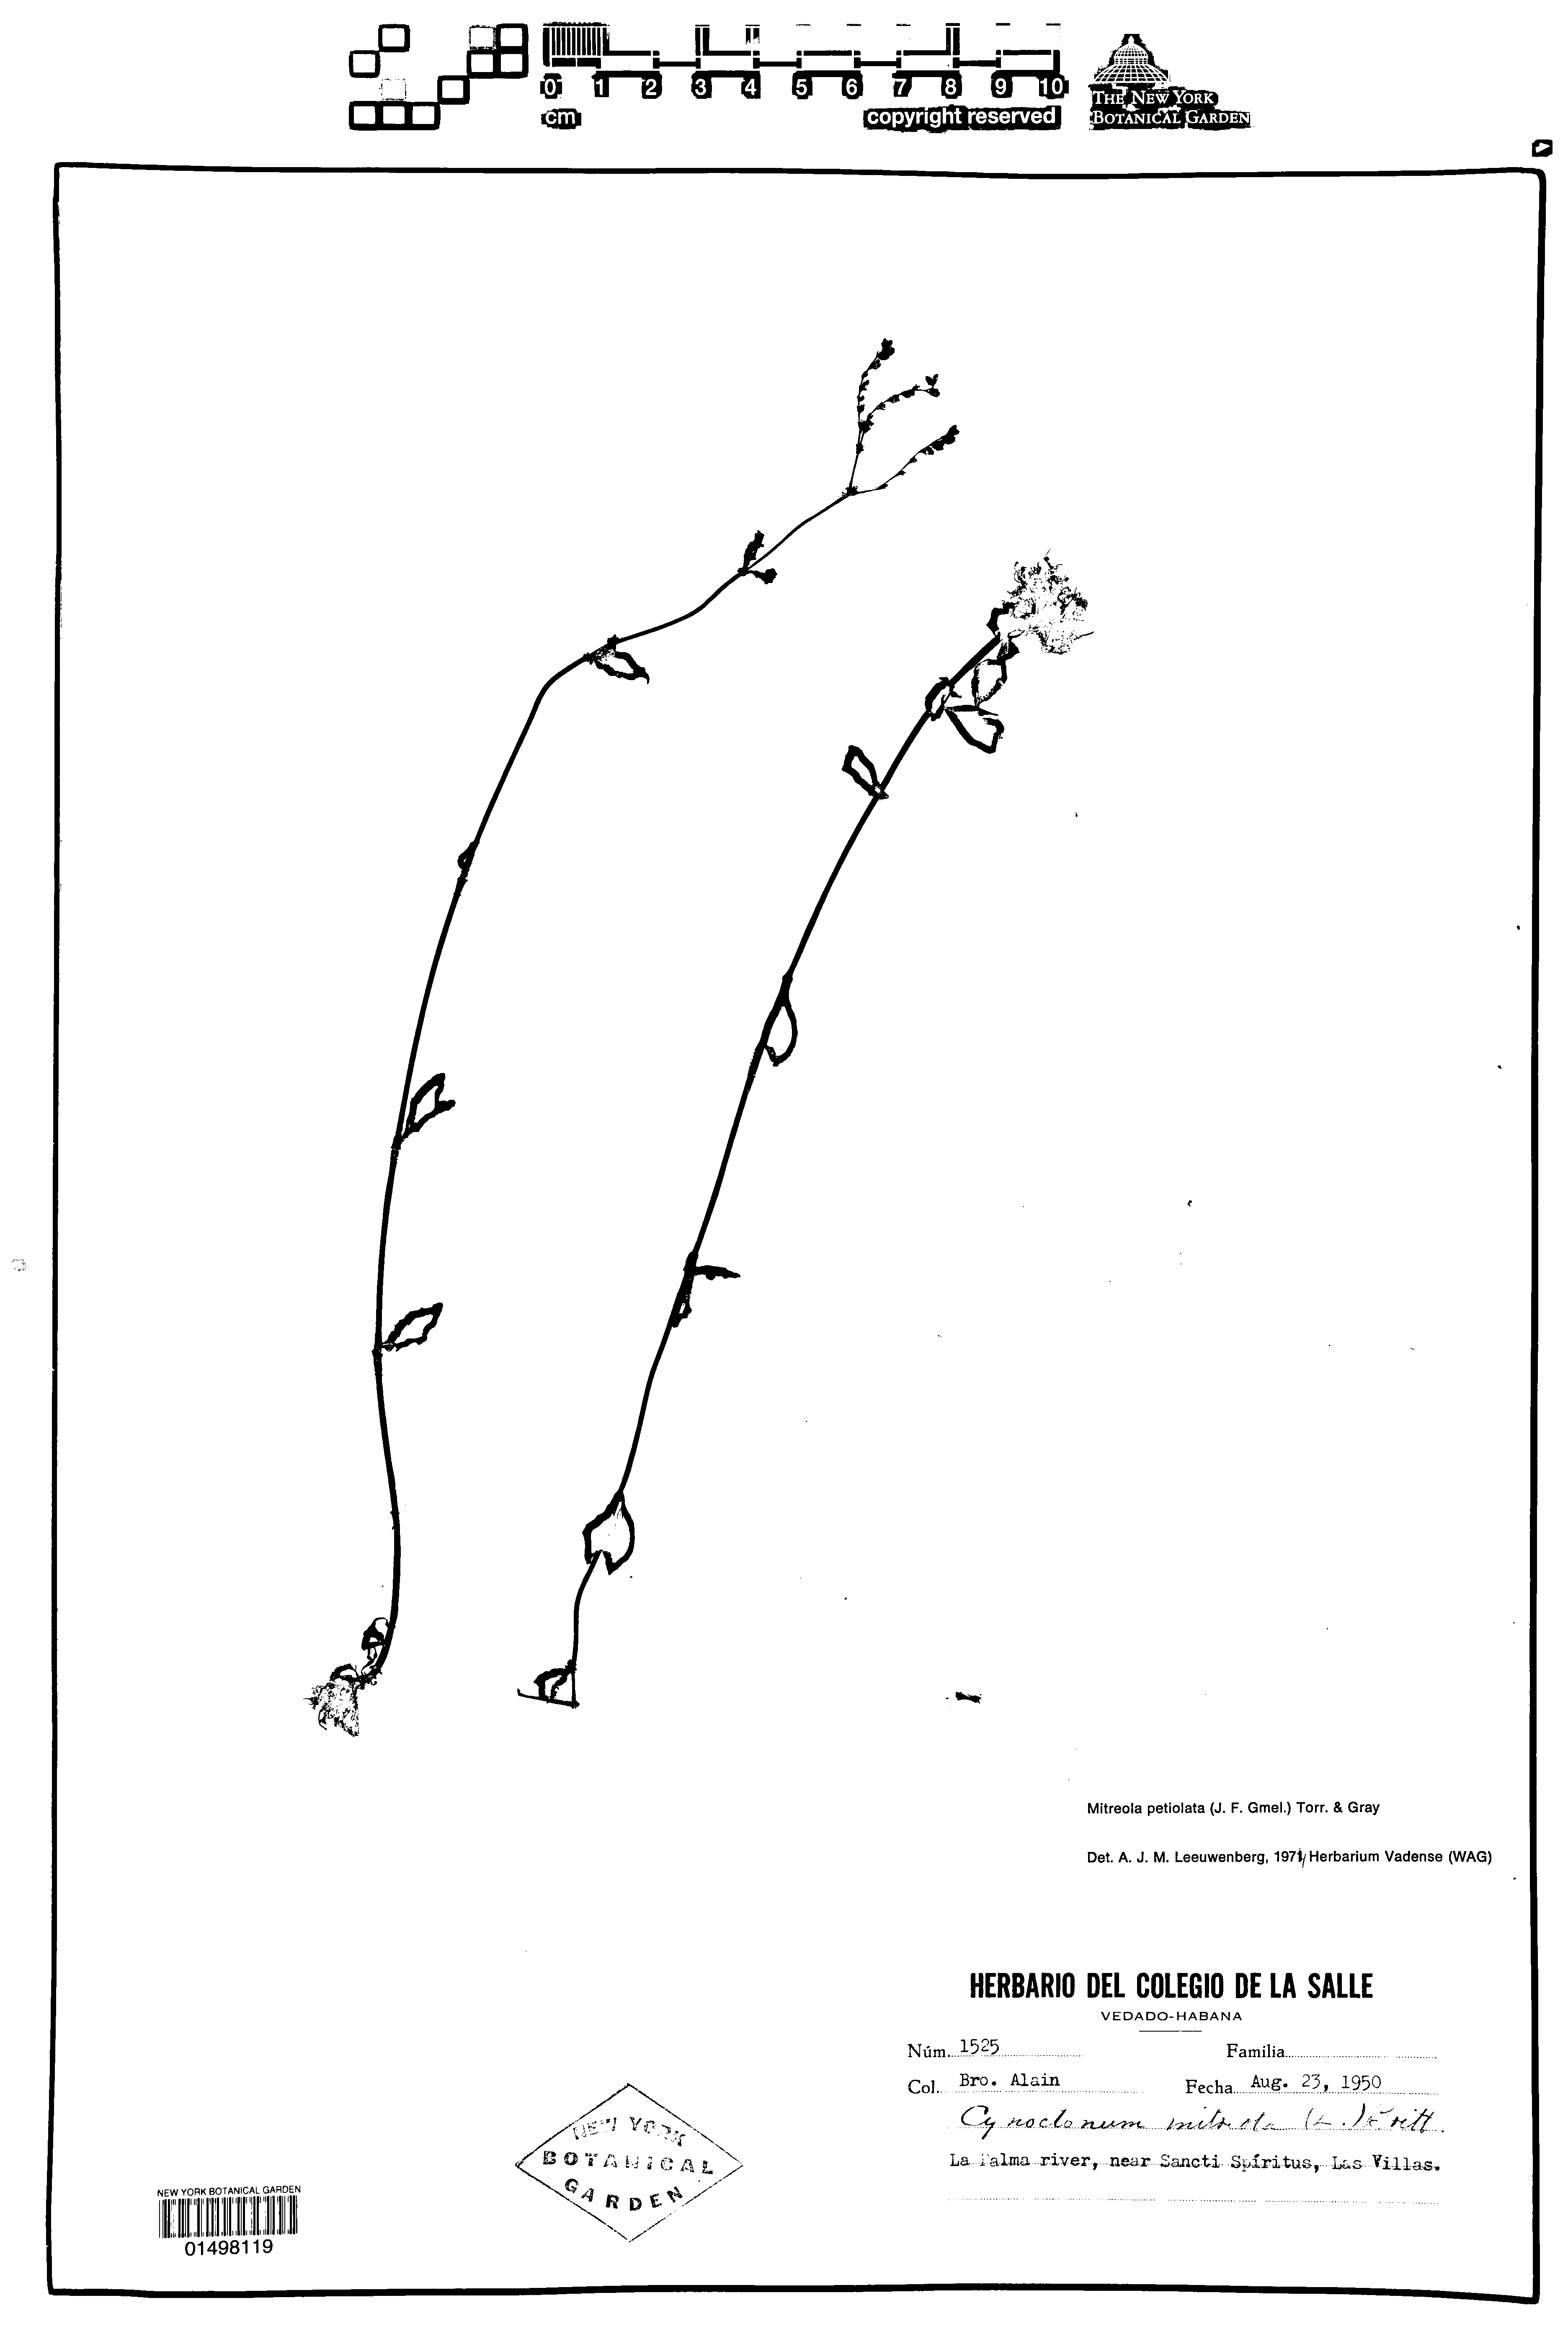 0 1 2 3 4 5 6 7 8 9 10
cm copyright reserved
THE NEW YORK
BOTANICAL GARDEN
Mitreola petiolata (J. F. Gmel.) Torr. & Gray
Det. A. J. M. Leeuwenberg, 1971, Herbarium Vadense (WAG)
HERBARIO DEL COLEGIO DE LA SALLE
VEDADO-HABANA
Núm. 1525 Familia
Col. Bro. Alain Fecha Aug. 23, 1950
Cynoctonum mitreola (L.) Britt.
La Palma river, near Sancti Spíritus, Las Villas.
NEW YORK
BOTANICAL
GARDEN
NEW YORK BOTANICAL GARDEN
01498119